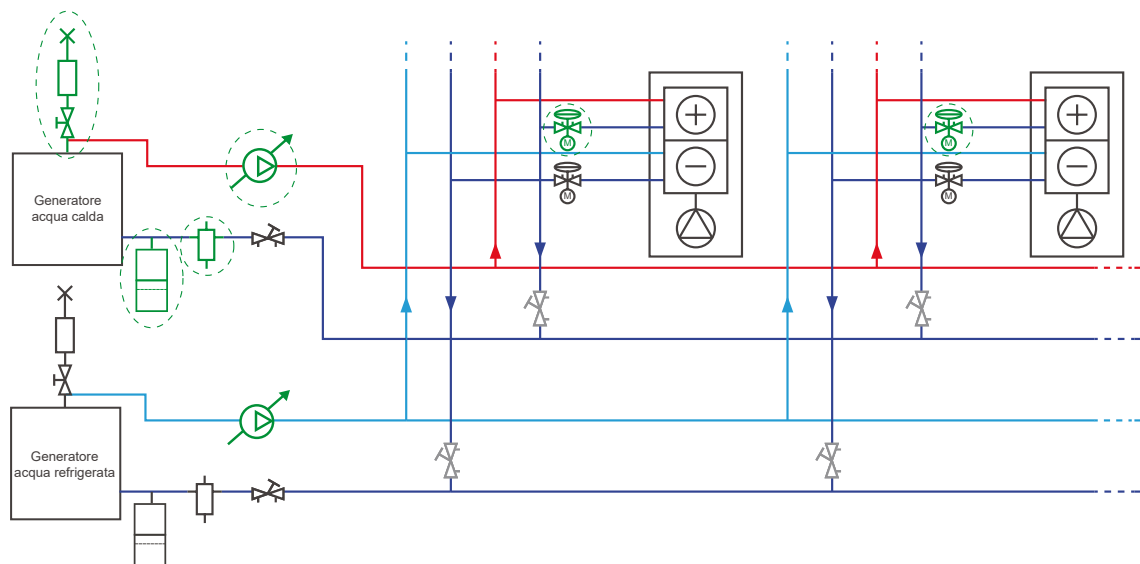 Generatore
acqua calda
M
M
M
M
Generatore
acqua refrigerata